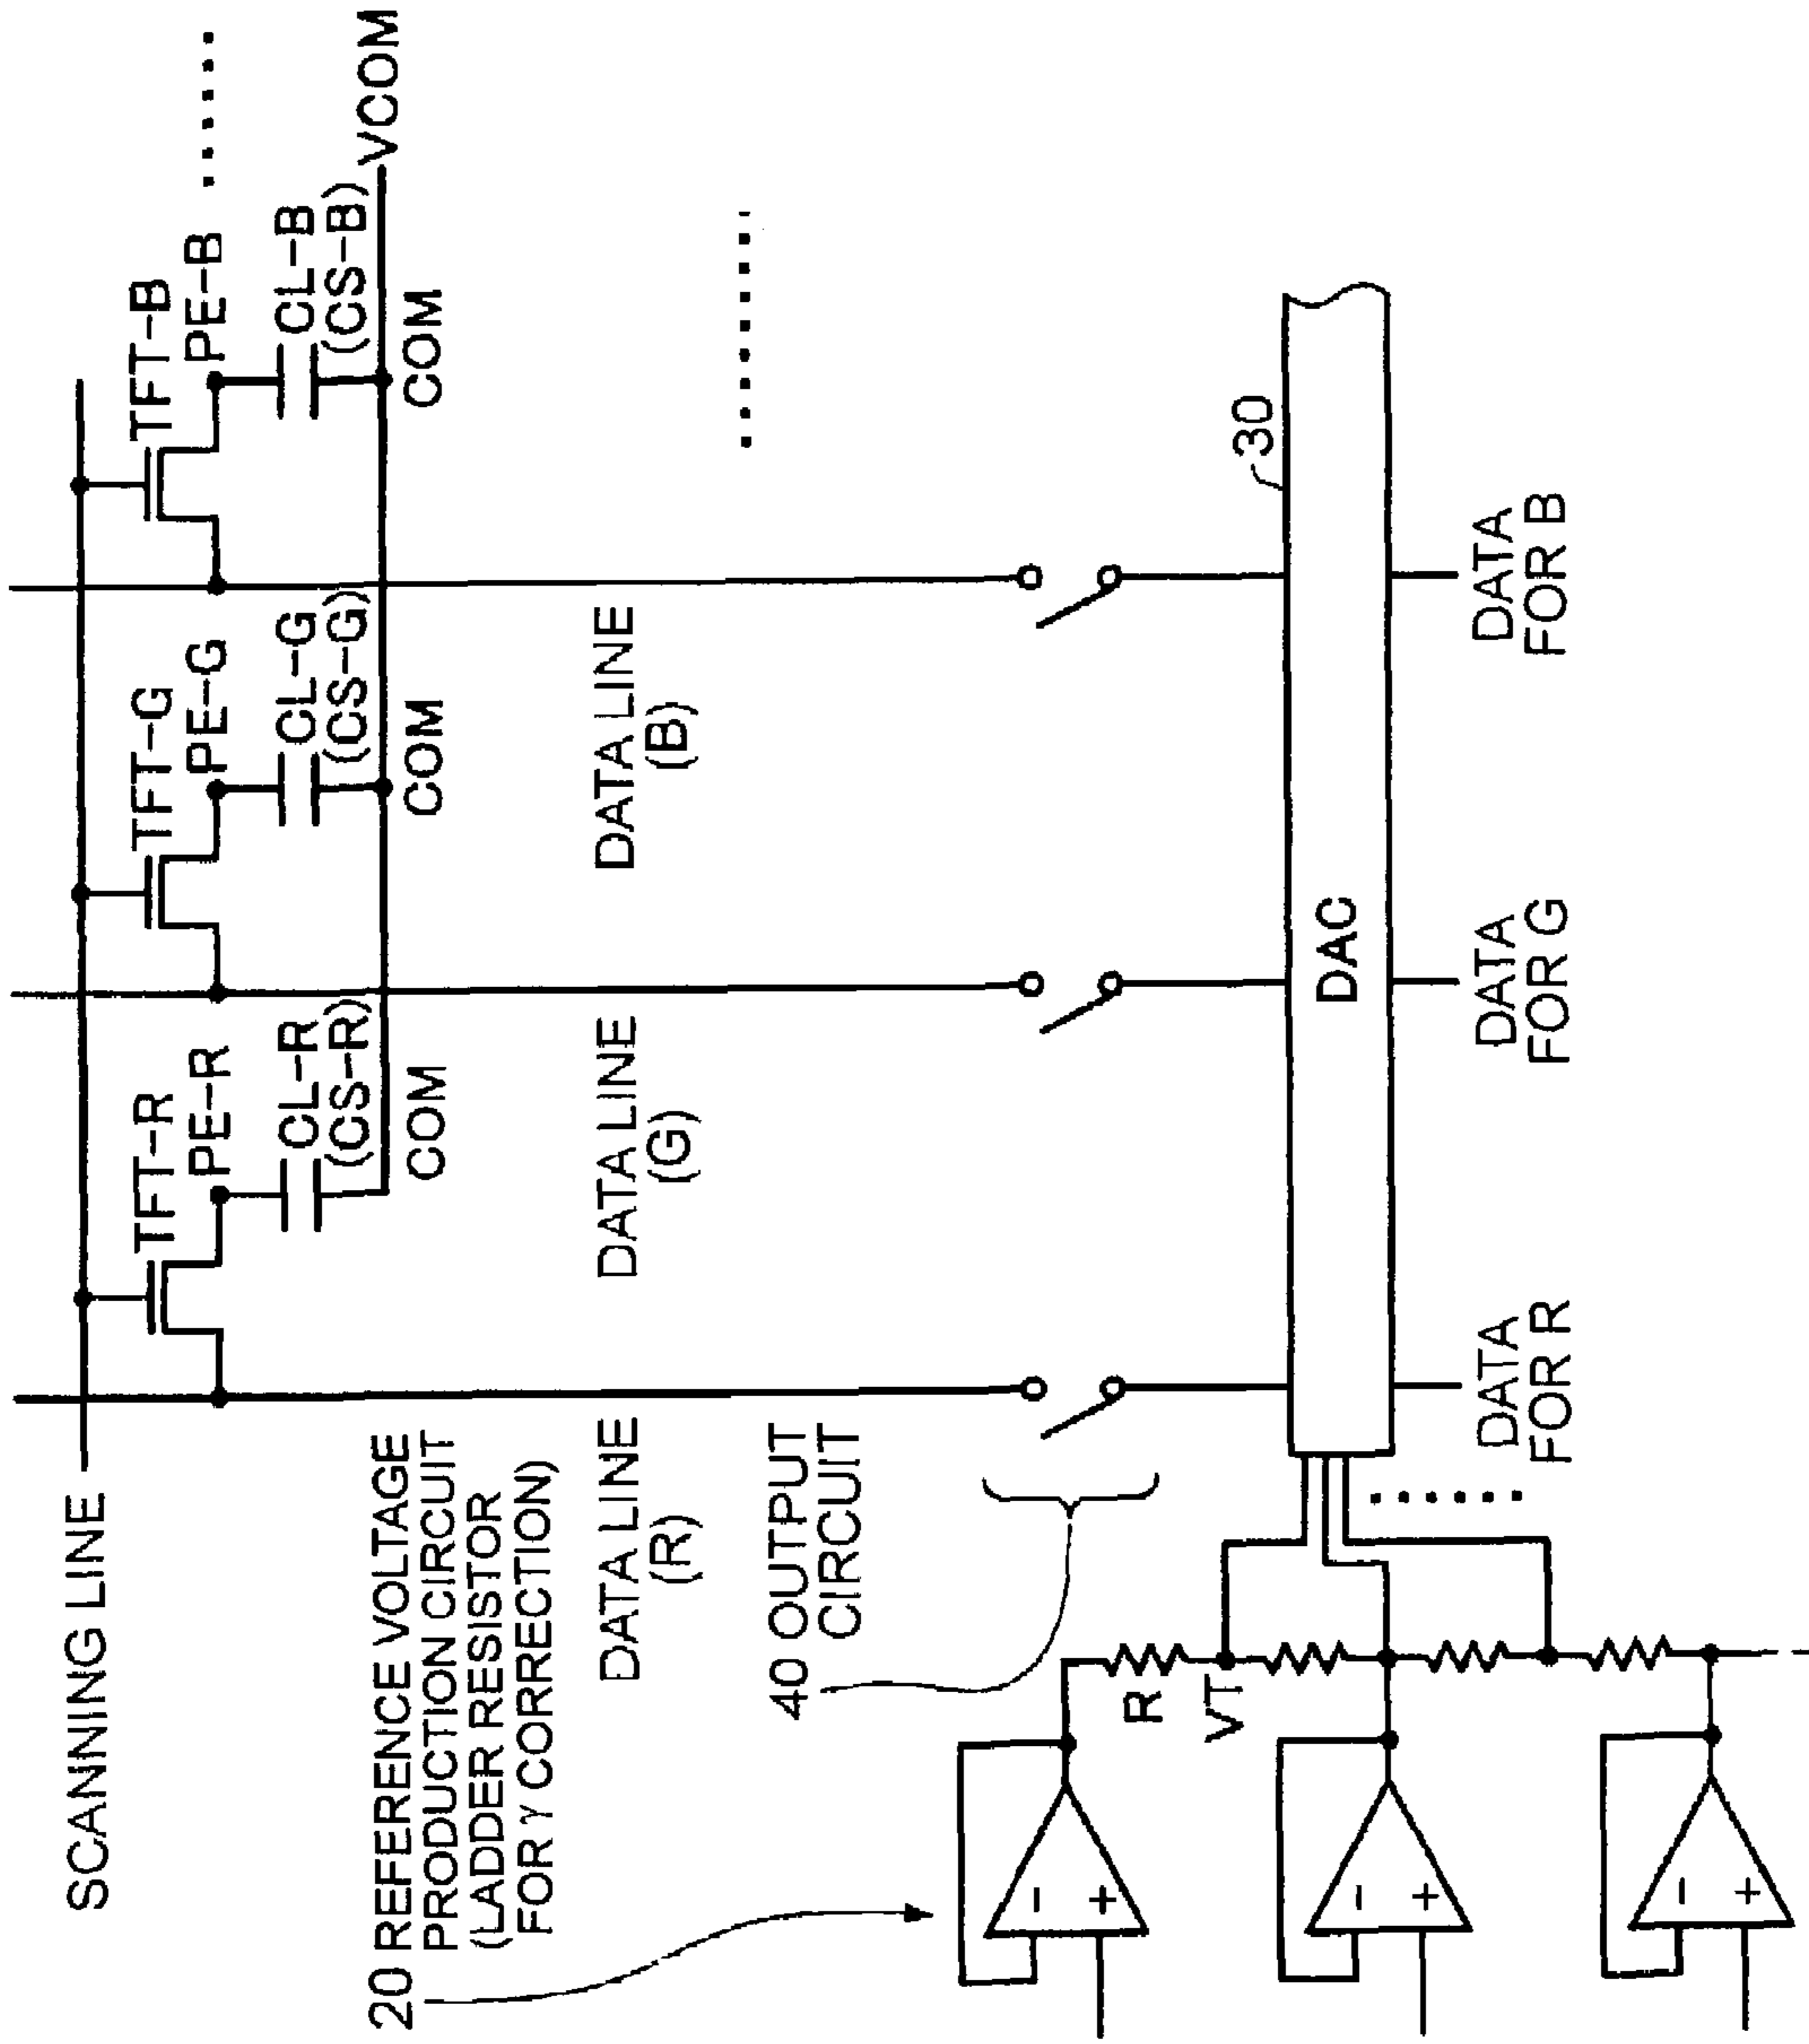 SCANNING LINE
TFT-R
TFT-G
TFT-B
PE-R
PE-G
PE-B
CL-R
(CS-R)
CL-G
(CS-G)
CL-B
(CS-B)
COM
COM
COM
VCOM
20 REFERENCE VOLTAGE
PRODUCTION CIRCUIT
(LADDER RESISTOR
FOR γ CORRECTION)
DATA LINE
(R)
DATA LINE
(G)
DATA LINE
(B)
40 OUTPUT
CIRCUIT
30
DAC
R
VT
-
+
-
+
-
+
DATA
FOR R
DATA
FOR G
DATA
FOR B